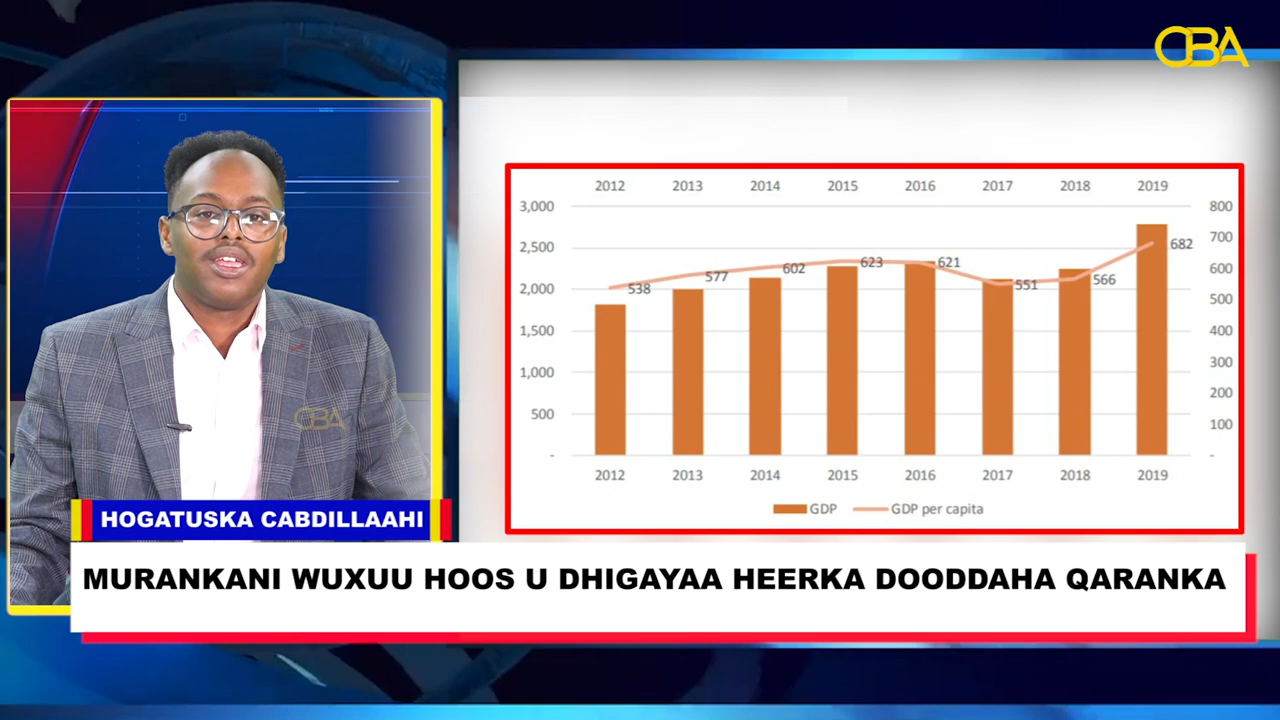 CBA
2012 2013 2014 2015 2016 2017 2018 2019
3,000 800
2,500 700
2,000 600
1,500 500
1,000 400
500 300
- 200
100
-
538 577 602 623 621 551 566 682
2012 2013 2014 2015 2016 2017 2018 2019
GDP GDP per capita
CBA
HOGATUSKA CABDILLAAHI
MURANKANI WUXUU HOOS U DHIGAYAA HEERKA DOODDAHA QARANKA